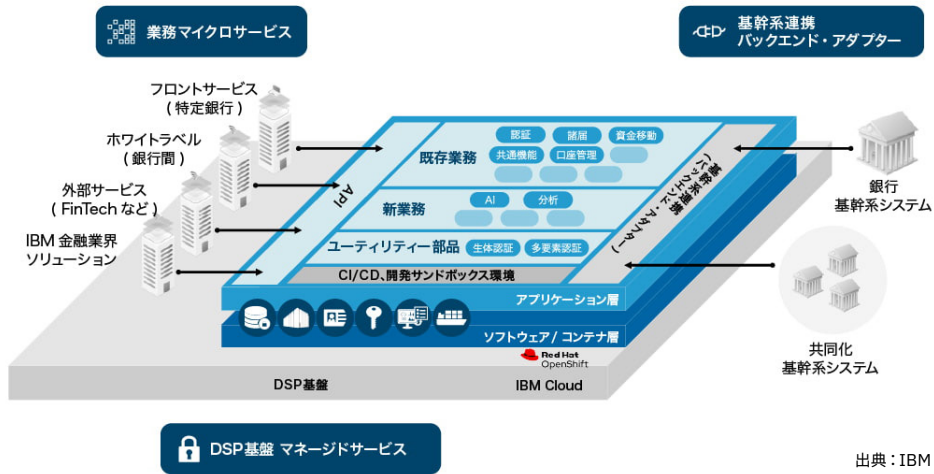 業務マイクロサービス
基幹系連携
バックエンド・アダプター
フロントサービス
(特定銀行)
ホワイトラベル
(銀行間)
外部サービス
(FinTechなど)
IBM 金融業界
ソリューション
API
既存業務
認証
諸届
資金移動
共通機能
口座管理
新業務
AI
分析
ユーティリティー部品
生体認証
多要素認証
CI/CD、開発サンドボックス環境
基幹系連携
(バックエンド・アダプター)
アプリケーション層
ソフトウェア/コンテナ層
Red Hat
OpenShift
DSP基盤
IBM Cloud
銀行
基幹系システム
共同化
基幹系システム
DSP基盤 マネージドサービス
出典：IBM